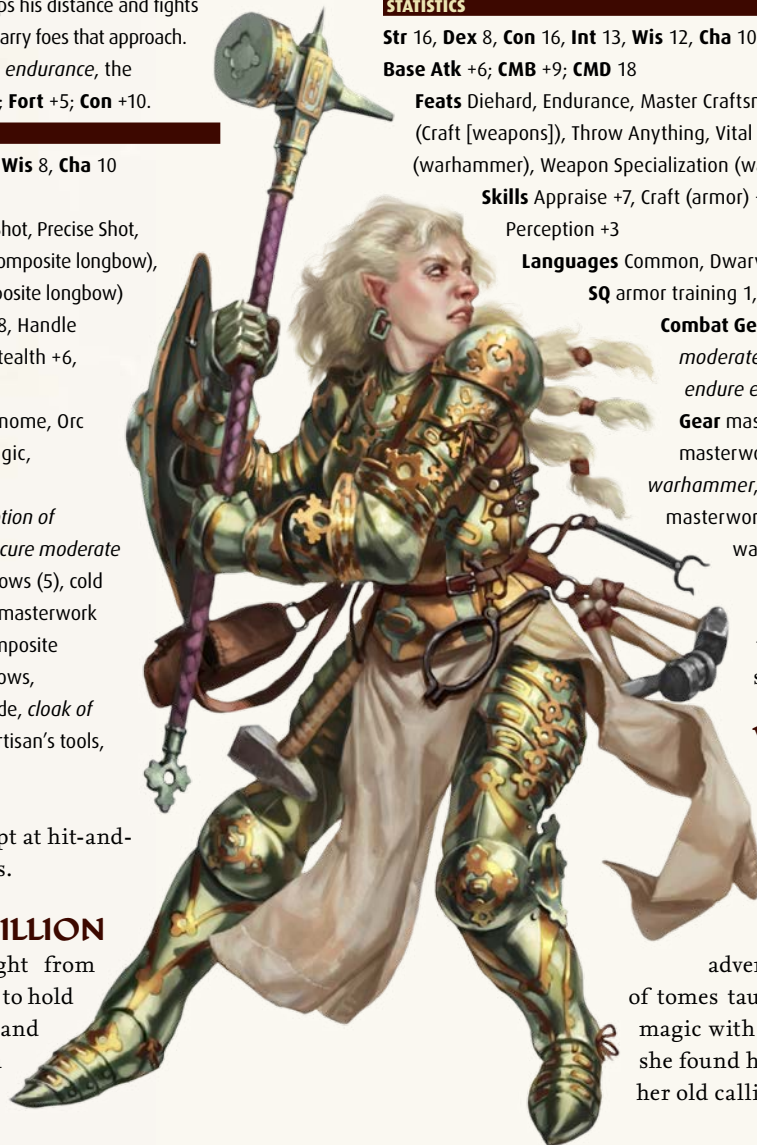 ps his distance and fights
arry foes that approach.
endurance, the
; Fort +5; Con +10.
Wis 8, Cha 10
hot, Precise Shot,
omposite longbow),
posite longbow)
8, Handle
tealth +6,
nome, Orc
gic,
tion of
cure moderate
ows (5), cold
masterwork
mposite
ows,
de, cloak of
rtisan's tools,
pt at hit-and-
s.
ILLION
ght from
to hold
and
STATISTICS
Str 16, Dex 8, Con 16, Int 13, Wis 12, Cha 10
Base Atk +6; CMB +9; CMD 18
Feats Diehard, Endurance, Master Craftsm
(Craft [weapons]), Throw Anything, Vital
(warhammer), Weapon Specialization (wa
Skills Appraise +7, Craft (armor)
Perception +3
Languages Common, Dwarv
SQ armor training 1,
Combat Ge
moderate
endure e
Gear mas
masterwo
warhammer,
masterwor
wa
s
adver
of tomes tau
magic with
she found h
her old calli